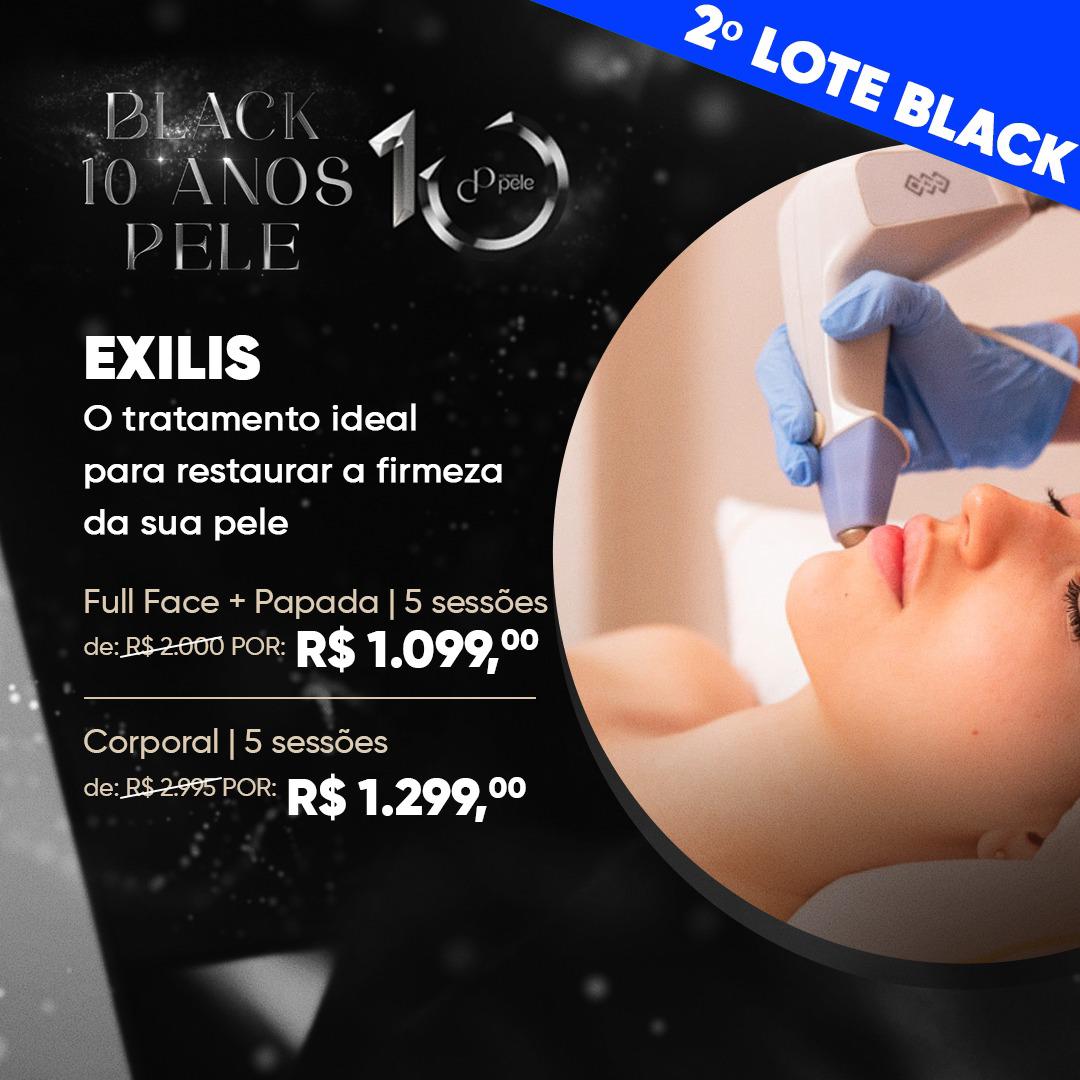 2º LOTE BLACK
BLACK
10 ANOS
PELE
10
pele
EXILIS
O tratamento ideal
para restaurar a firmeza
da sua pele
Full Face + Papada | 5 sessões
de: R$ 2.000 POR: R$ 1.099,00
Corporal | 5 sessões
de: R$ 2.995 POR: R$ 1.299,00